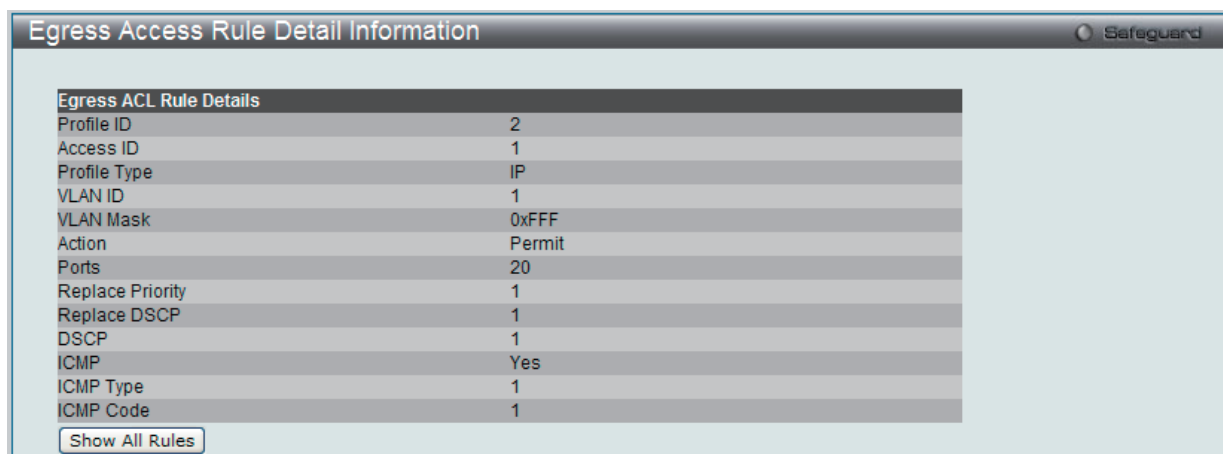 Egress Access Rule Detail Information Safeguard
Egress ACL Rule Details
Profile ID 2
Access ID 1
Profile Type IP
VLAN ID 1
VLAN Mask 0xFFF
Action Permit
Ports 20
Replace Priority 1
Replace DSCP 1
DSCP 1
ICMP Yes
ICMP Type 1
ICMP Code 1
Show All Rules